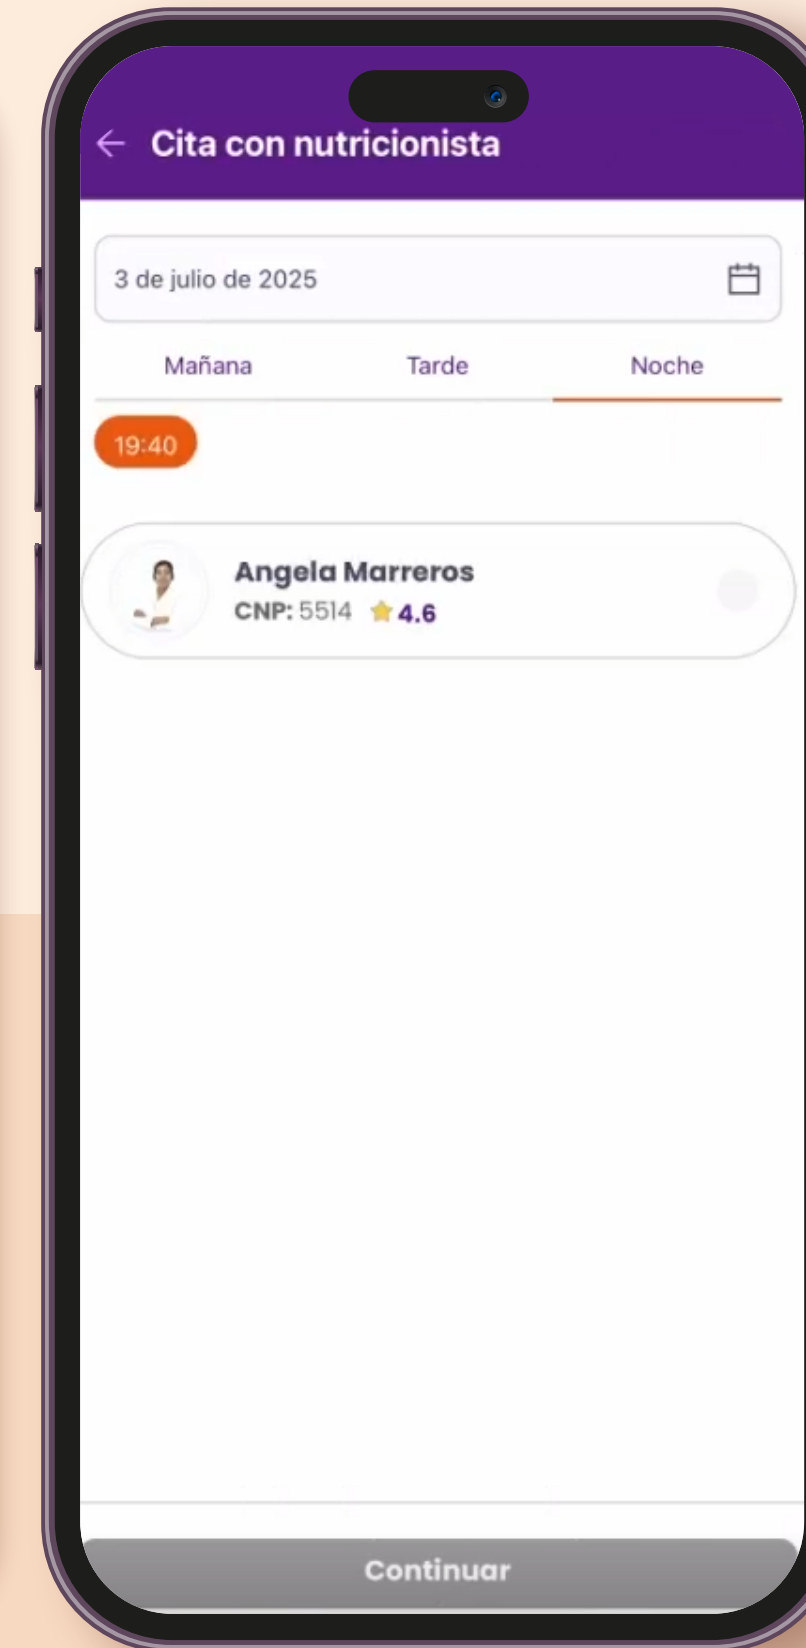 Cita con nutricionista
3 de julio de 2025
Mañana Tarde Noche
19:40
Angela Marreros
CNP: 5514 4.6
Continuar